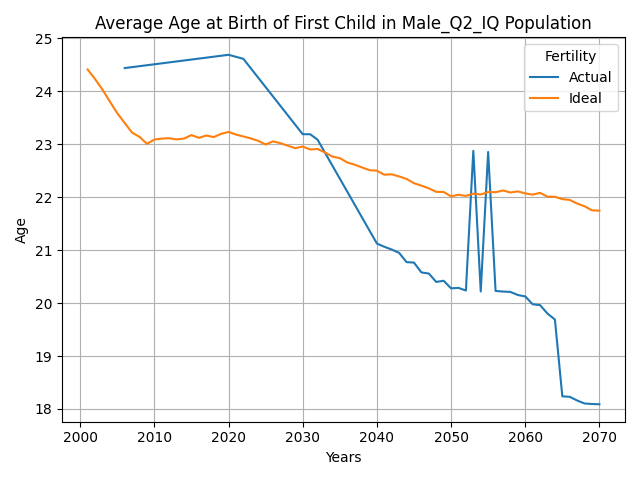 Average Age at Birth of First Child in Male_Q2_IQ Population
Fertility
Actual
Ideal
Age
25
24
23
22
21
20
19
18
2000 2010 2020 2030 2040 2050 2060 2070
Years